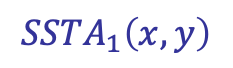 SSTA₁(x, y)